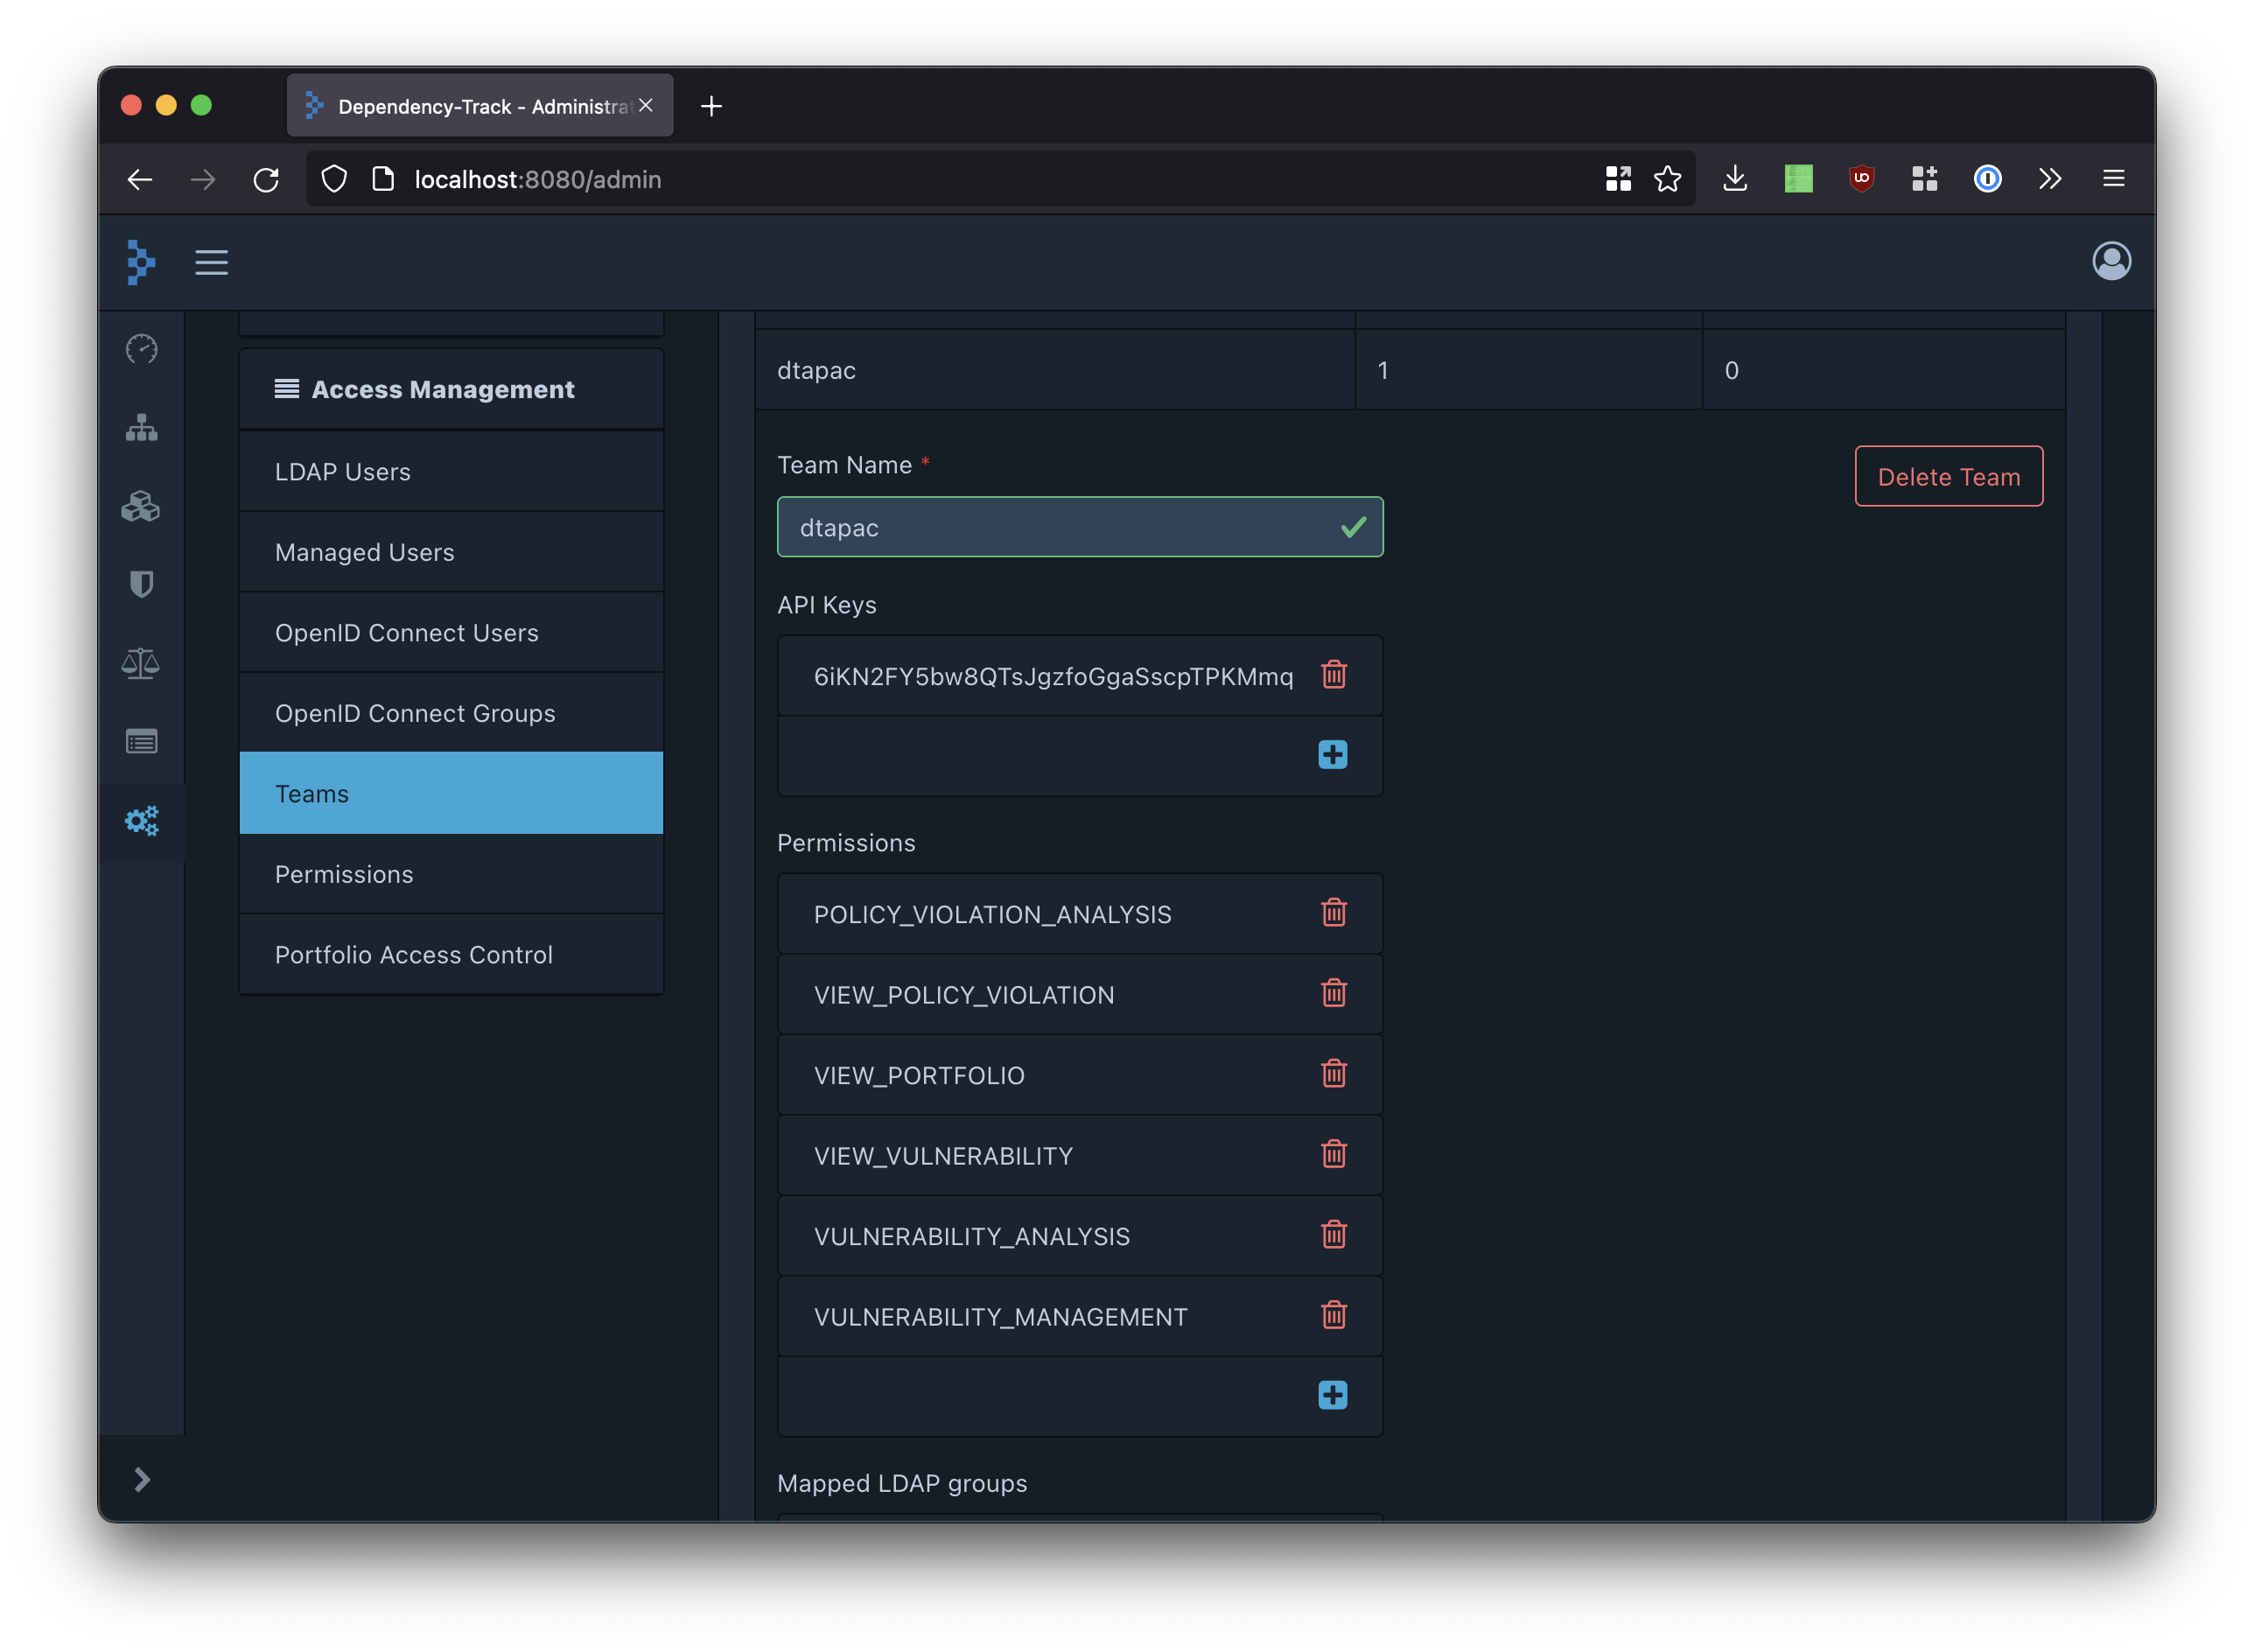 Dependency-Track - Administra
localhost:8080/admin
Access Management
LDAP Users
Managed Users
OpenID Connect Users
OpenID Connect Groups
Teams
Permissions
Portfolio Access Control
dtapac 1 0
Team Name *
Delete Team
dtapac
API Keys
6iKN2FY5bw8QTsJgzfoGgaSscpTPKMmq
Permissions
POLICY_VIOLATION_ANALYSIS
VIEW_POLICY_VIOLATION
VIEW_PORTFOLIO
VIEW_VULNERABILITY
VULNERABILITY_ANALYSIS
VULNERABILITY_MANAGEMENT
Mapped LDAP groups